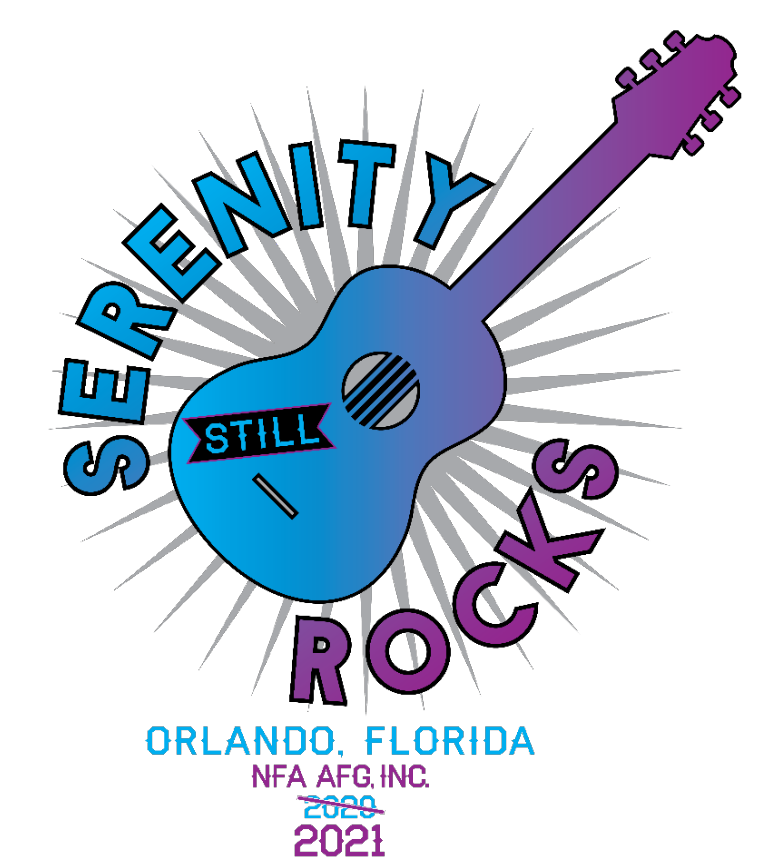 SERENITY
STILL
ROCKS
ORLANDO, FLORIDA
NFA AFG, INC.
2020
2021